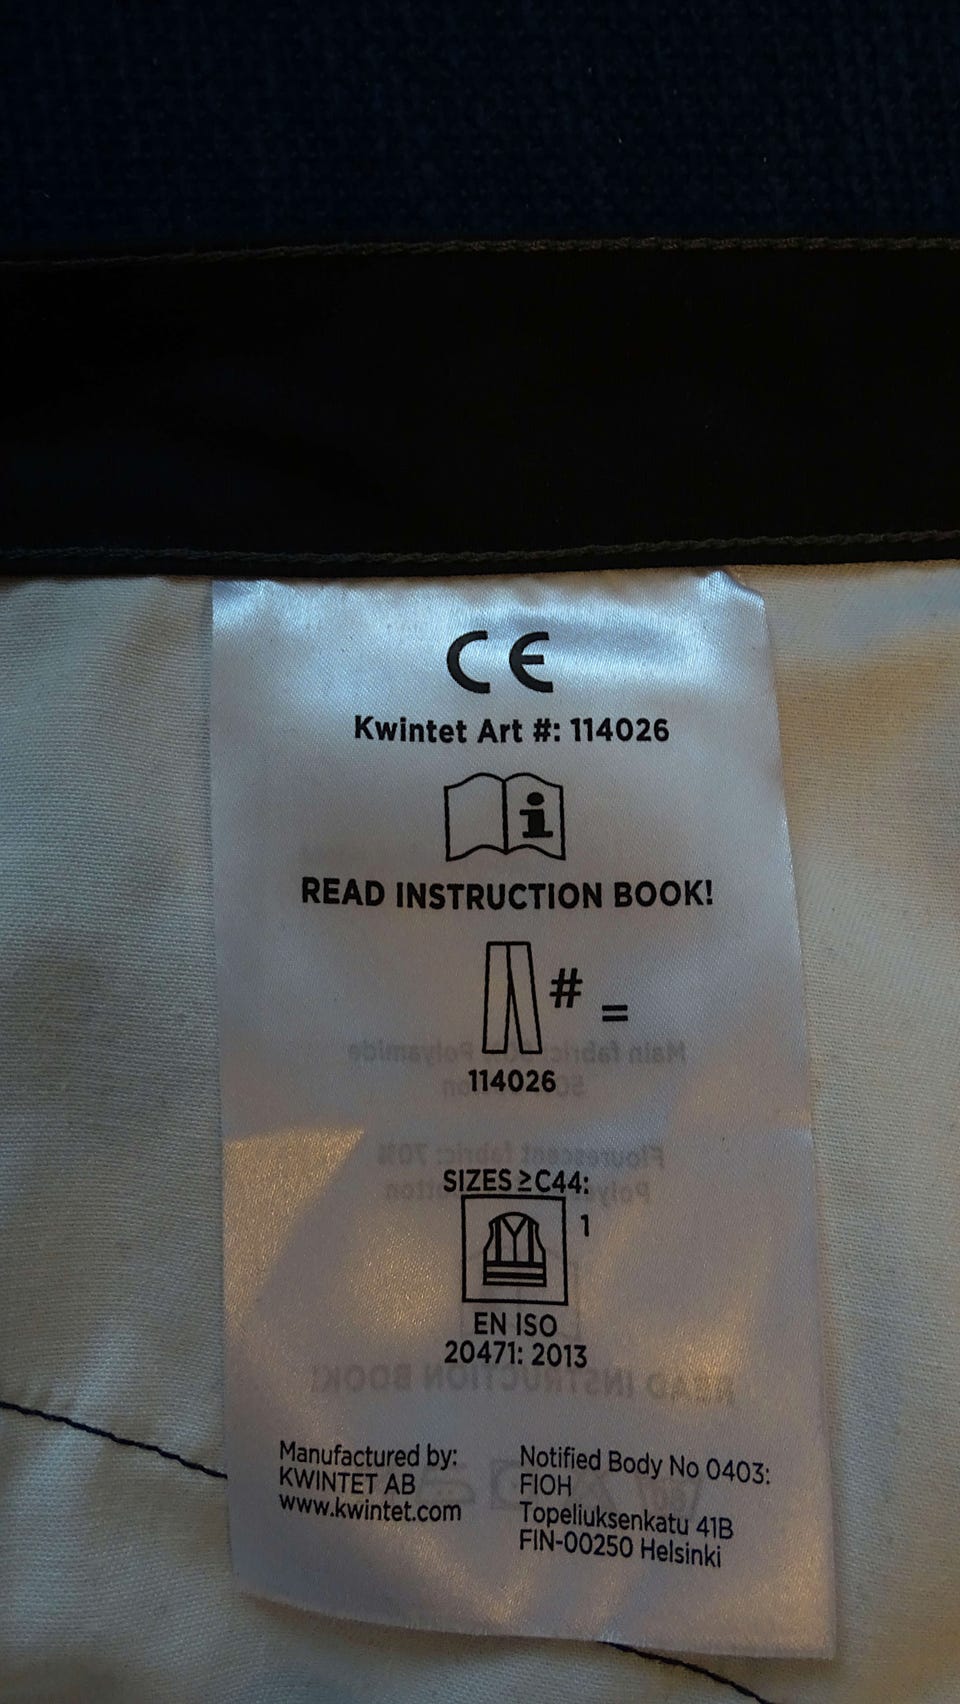 CE
Kwintet Art #: 114026
i
READ INSTRUCTION BOOK!
# =
114026
SIZES ≥C44:
1
EN ISO
20471: 2013
Manufactured by:
KWINTET AB
www.kwintet.com
Notified Body No 0403:
FIOH
Topeliuksenkatu 41B
FIN-00250 Helsinki